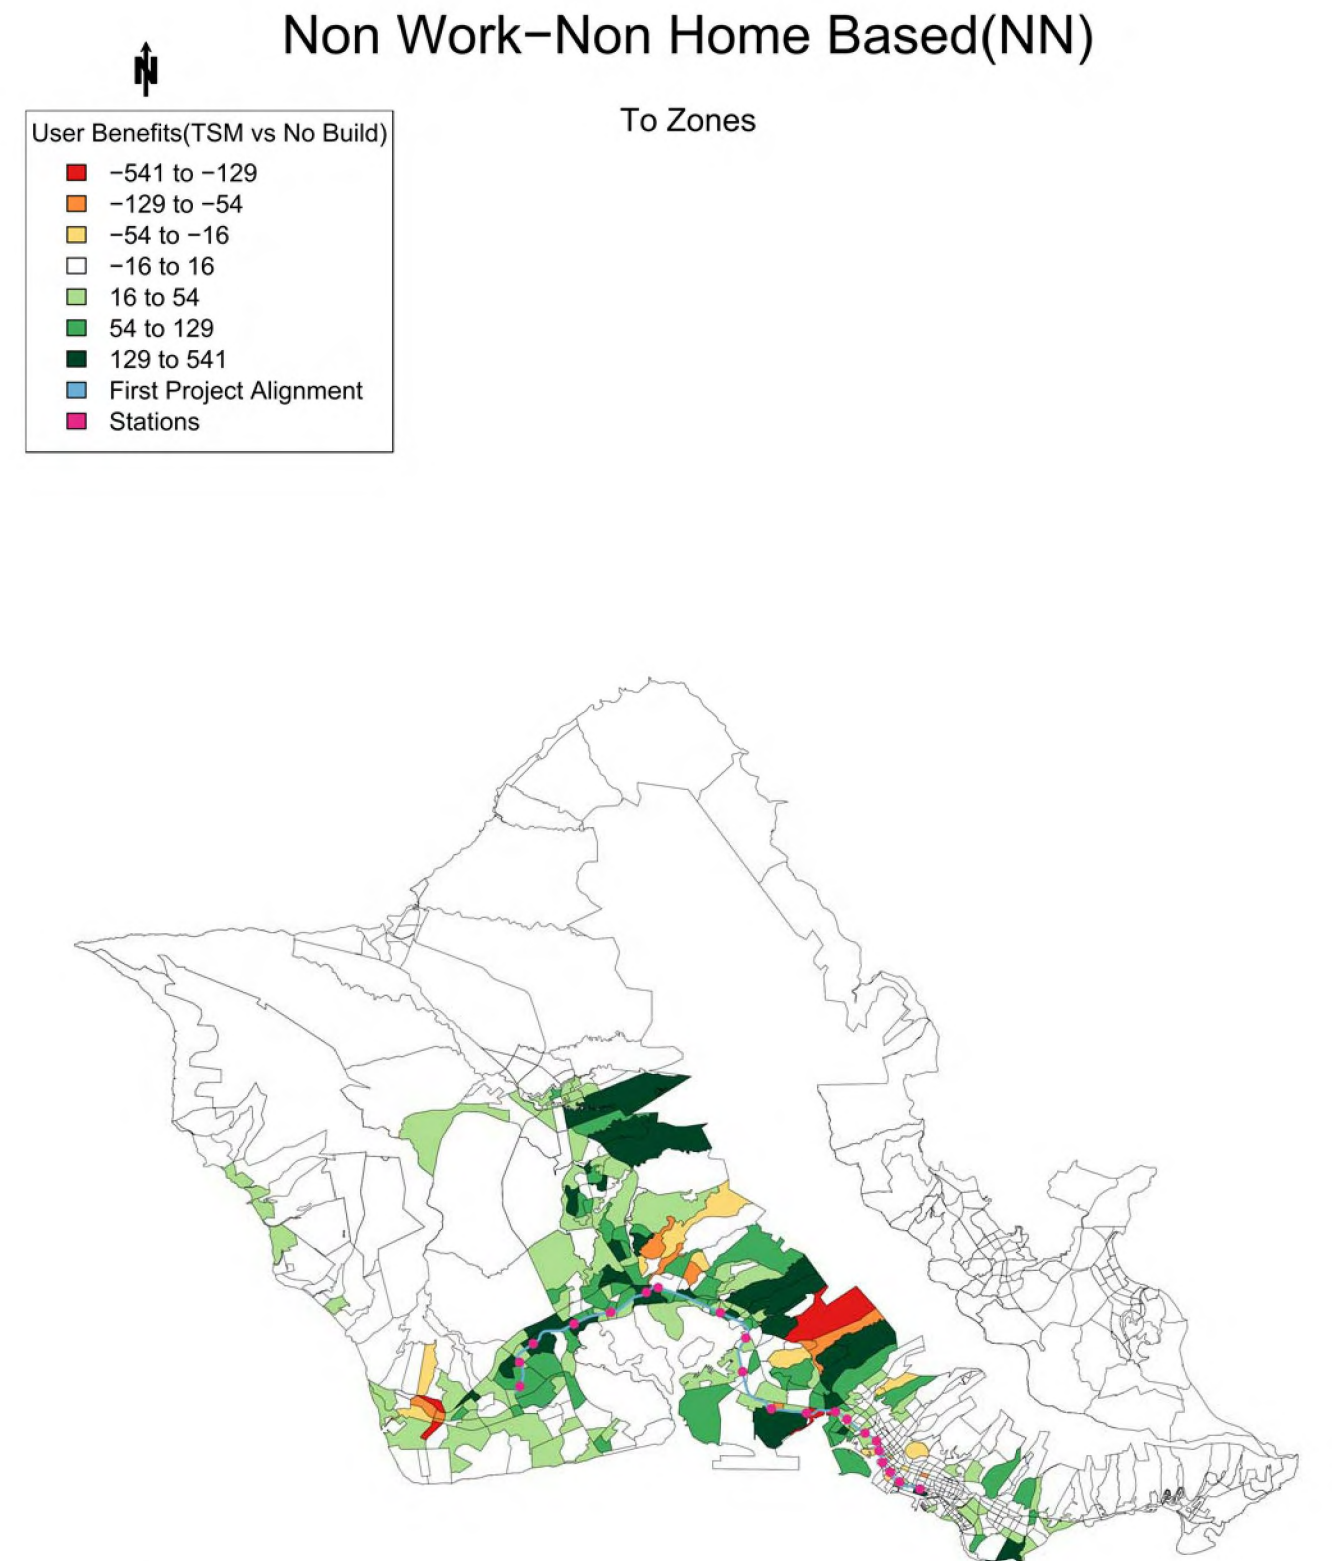 Non Work−Non Home Based(NN)
N
To Zones
User Benefits(TSM vs No Build)
−541 to −129
−129 to −54
−54 to −16
−16 to 16
16 to 54
54 to 129
129 to 541
First Project Alignment
Stations